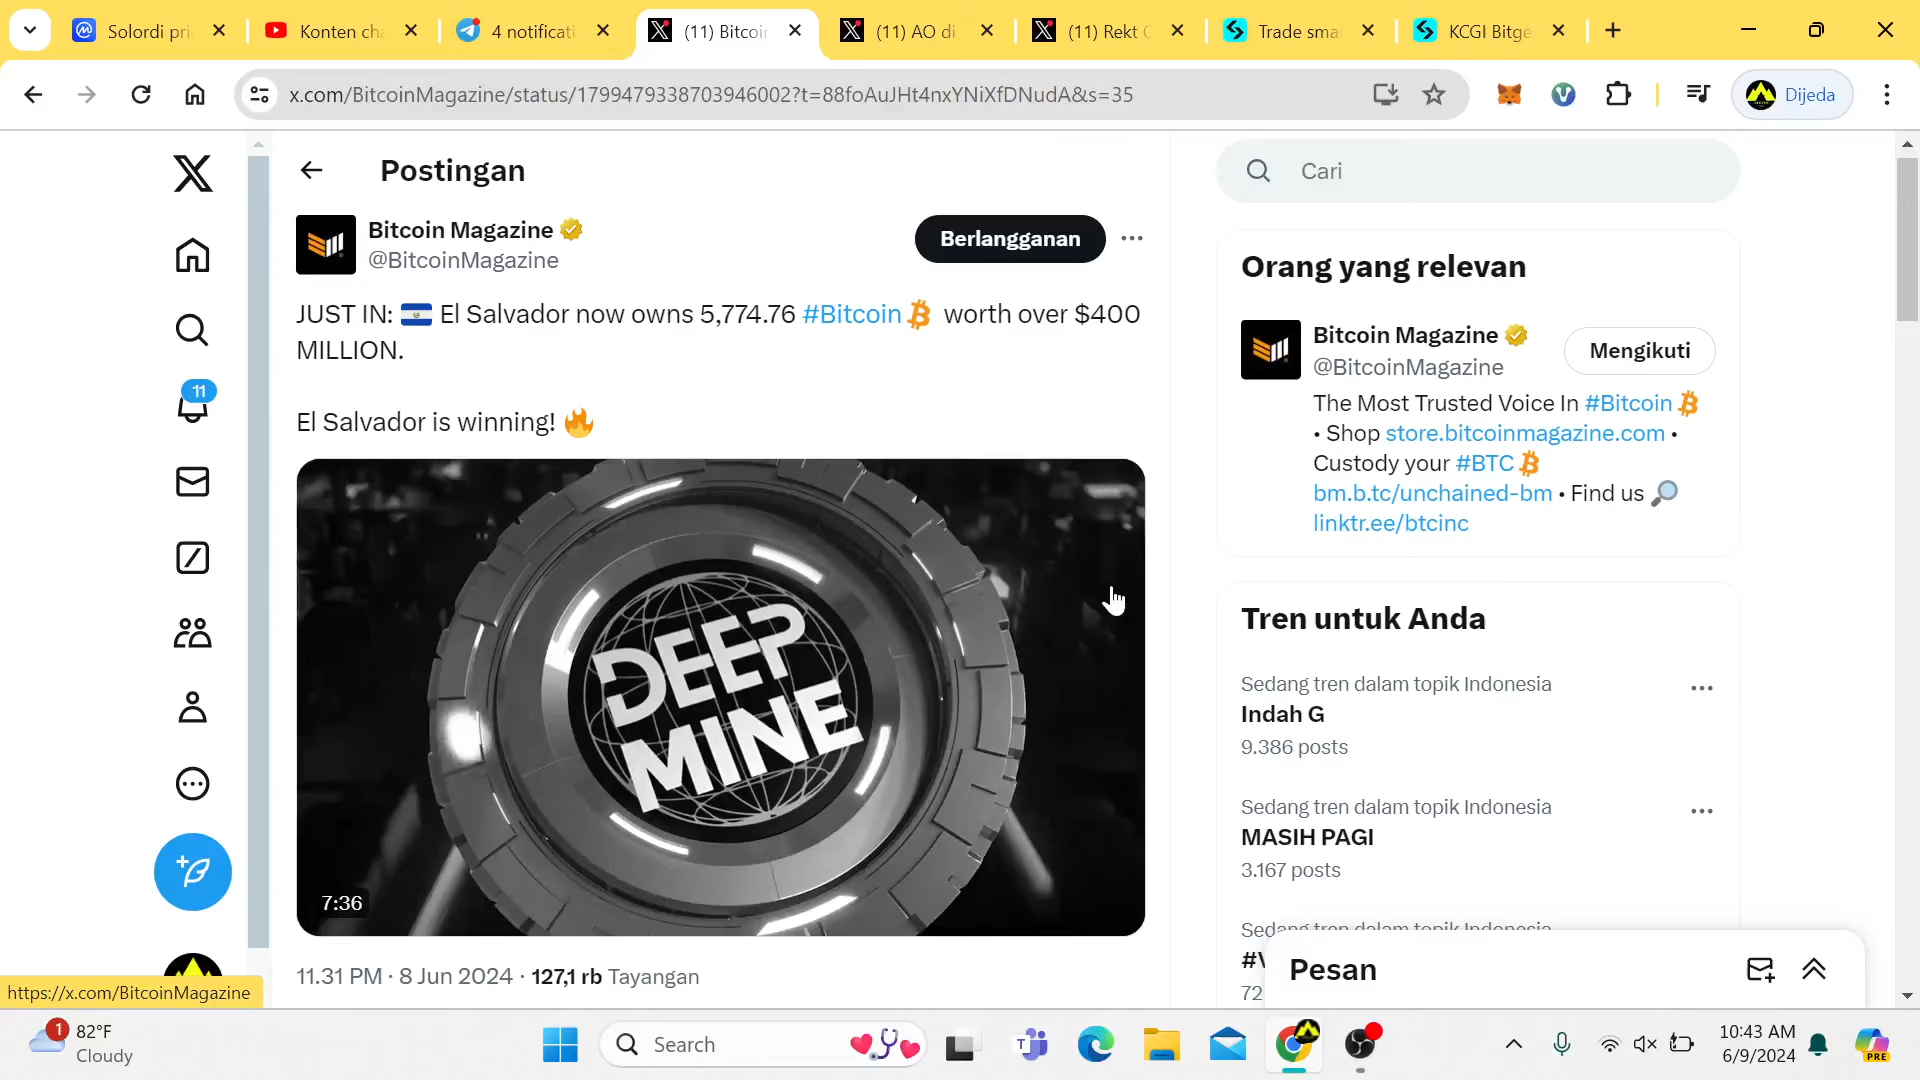 Solordi pri
Konten cha
4 notificati
(11) Bitcoin
(11) AO di
(11) Rekt C
Trade sma
KCGI Bitge
x.com/BitcoinMagazine/status/1799479338703946002?t=88foAuJHt4nxYNiXfDNudA&s=35
Dijeda
Postingan
Cari
Bitcoin Magazine
@BitcoinMagazine
Berlangganan
JUST IN: El Salvador now owns 5,774.76 #Bitcoin worth over $400
MILLION.
El Salvador is winning!
DEEP
MINE
7:36
11.31 PM · 8 Jun 2024 · 127,1 rb Tayangan
11
Orang yang relevan
Bitcoin Magazine
@BitcoinMagazine
Mengikuti
The Most Trusted Voice In #Bitcoin
• Shop store.bitcoinmagazine.com •
Custody your #BTC
bm.b.tc/unchained-bm • Find us
linktr.ee/btcinc
Tren untuk Anda
Sedang tren dalam topik Indonesia
Indah G
9.386 posts
Sedang tren dalam topik Indonesia
MASIH PAGI
3.167 posts
Sedang tren dalam topik Indonesia
72
Pesan
https://x.com/BitcoinMagazine
1
82°F
Cloudy
Search
10:43 AM
6/9/2024
PRE